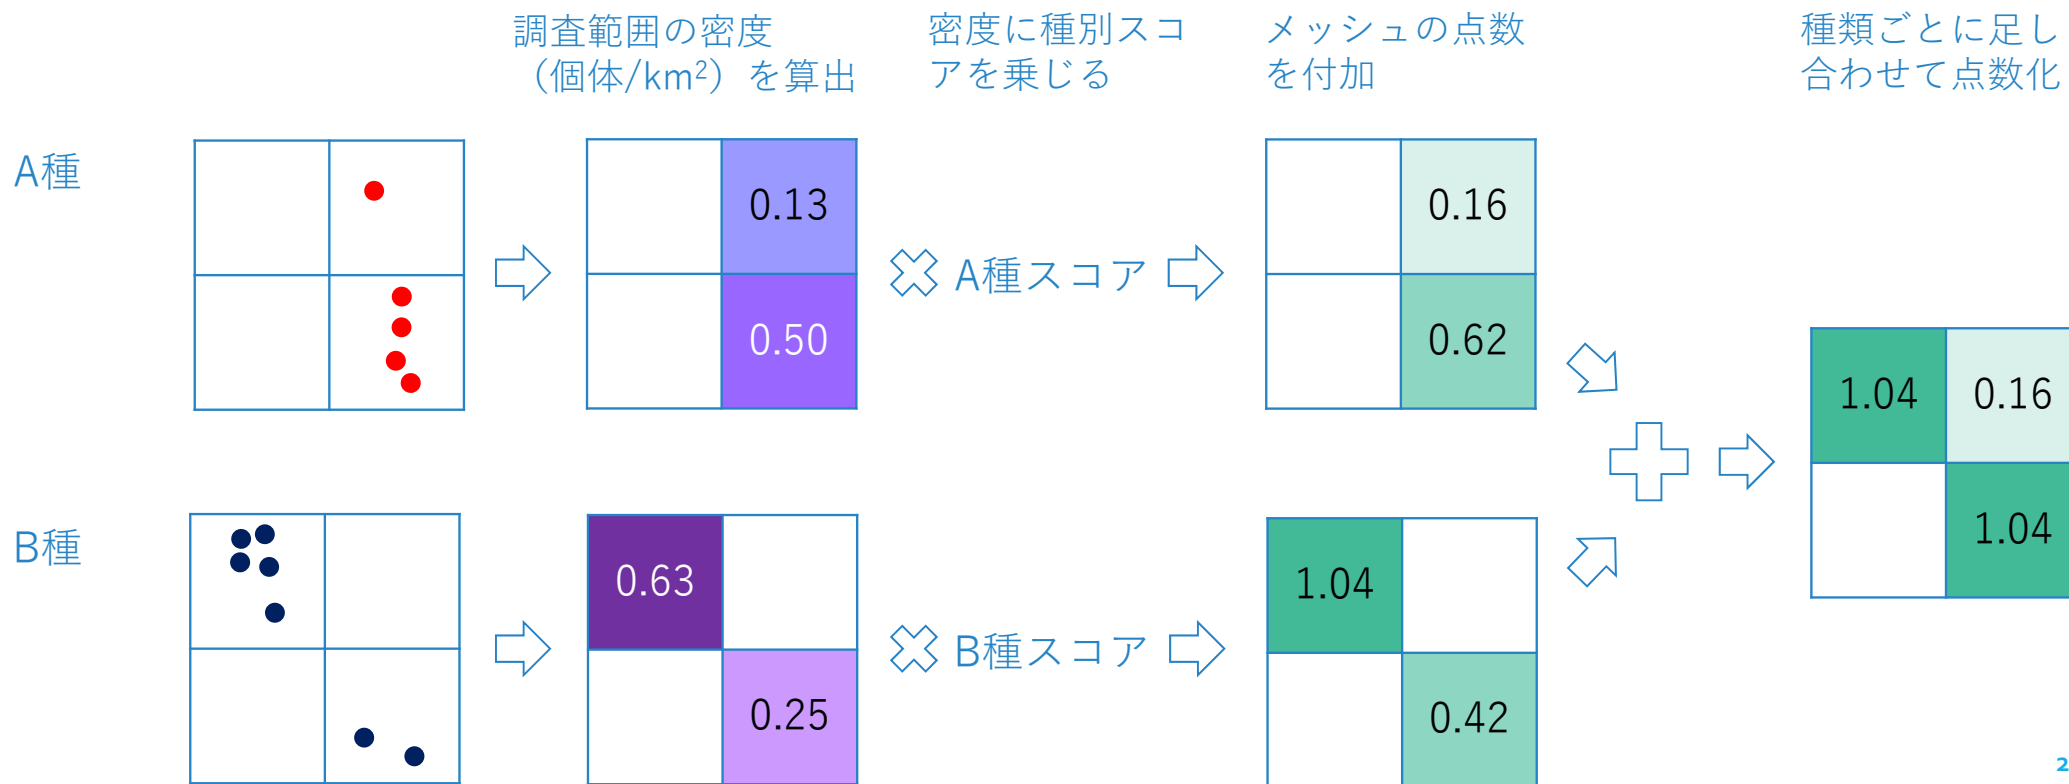 調査範囲の密度
（個体/km²）を算出
密度に種別スコ
アを乗じる
メッシュの点数
を付加
種類ごとに足し
合わせて点数化
A種
0.13
0.50
A種スコア
0.16
0.62
1.04
0.16
1.04
B種
0.63
0.25
B種スコア
1.04
0.42
2